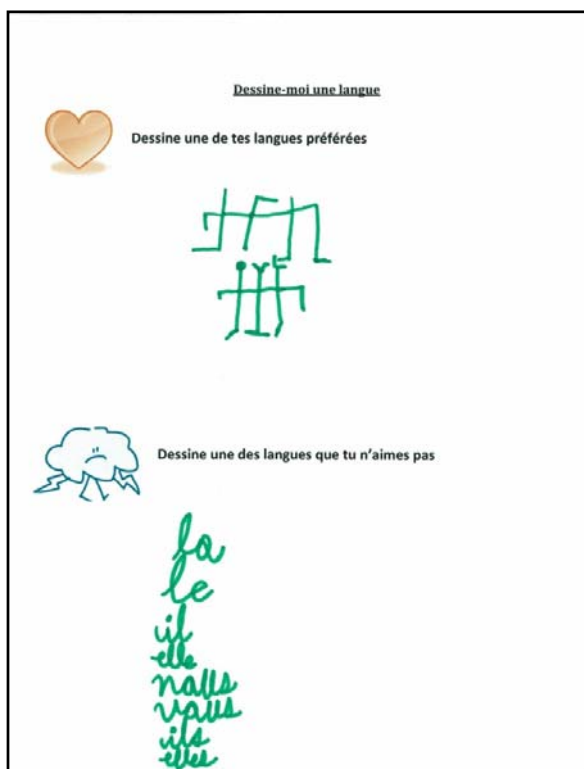 Dessine-moi une langue
Dessine une de tes langues préférées
Dessine une des langues que tu n'aimes pas
la
le
il
elle
nous
vous
ils
elles